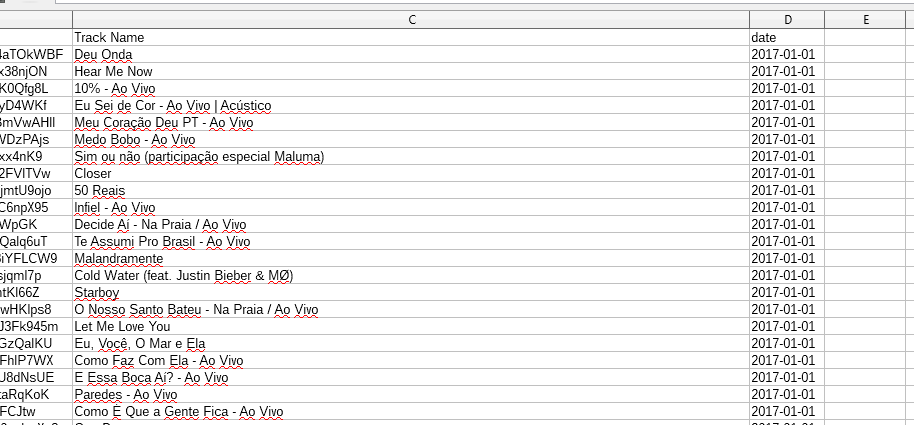 C D E
Track Name date
4aTOkWBF Deu Onda 2017-01-01
x38njON Hear Me Now 2017-01-01
K0Qfg8L 10% - Ao Vivo 2017-01-01
yD4WKf Eu Sei de Cor - Ao Vivo | Acústico 2017-01-01
BmVwAHll Meu Coração Deu PT - Ao Vivo 2017-01-01
WDzPAjs Medo Bobo - Ao Vivo 2017-01-01
xx4nK9 Sim ou não (participação especial Maluma) 2017-01-01
2FVlTVw Closer 2017-01-01
jmtU9ojo 50 Reais 2017-01-01
C6npX95 Infiel - Ao Vivo 2017-01-01
WpGK Decide Aí - Na Praia / Ao Vivo 2017-01-01
Qalq6uT Te Assumi Pro Brasil - Ao Vivo 2017-01-01
iYFLCW9 Malandramente 2017-01-01
sjqml7p Cold Water (feat. Justin Bieber & MØ) 2017-01-01
ntKl66Z Starboy 2017-01-01
wHKlps8 O Nosso Santo Bateu - Na Praia / Ao Vivo 2017-01-01
J3Fk945m Let Me Love You 2017-01-01
GzQalKU Eu, Você, O Mar e Ela 2017-01-01
FhlP7WX Como Faz Com Ela - Ao Vivo 2017-01-01
U8dNsUE E Essa Boca Aí? - Ao Vivo 2017-01-01
taRqKoK Paredes - Ao Vivo 2017-01-01
FCJtw Como É Que a Gente Fica - Ao Vivo 2017-01-01